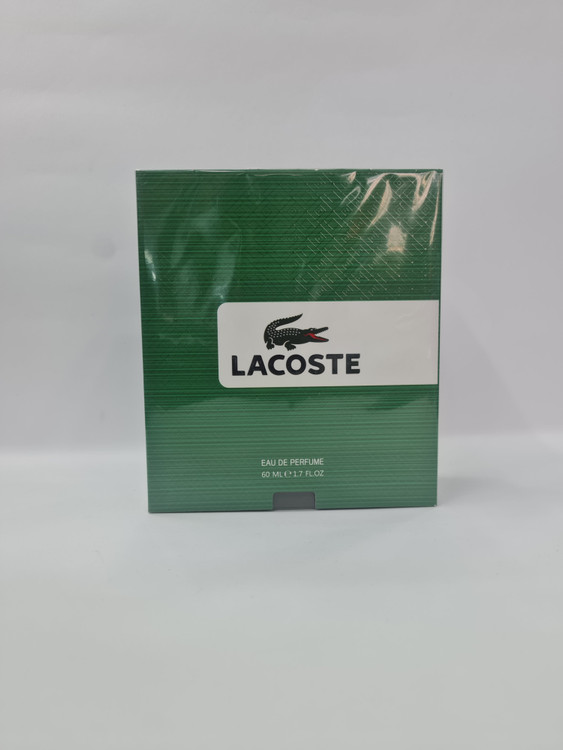 LACOSTE
EAU DE PERFUME
60 ML ℮ 1.7 FL.OZ